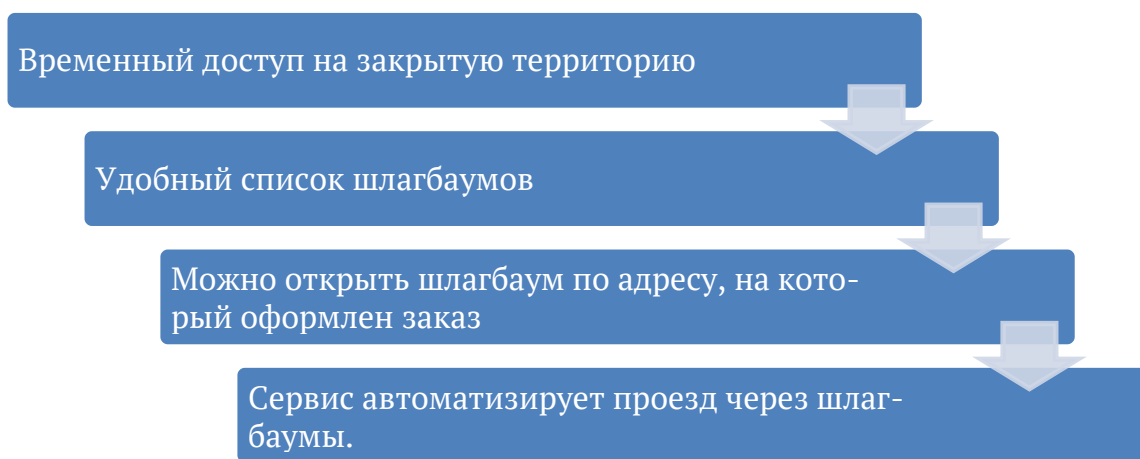 Временный доступ на закрытую территорию
Удобный список шлагбаумов
Можно открыть шлагбаум по адресу, на кото-
рый оформлен заказ
Сервис автоматизирует проезд через шлаг-
баумы.